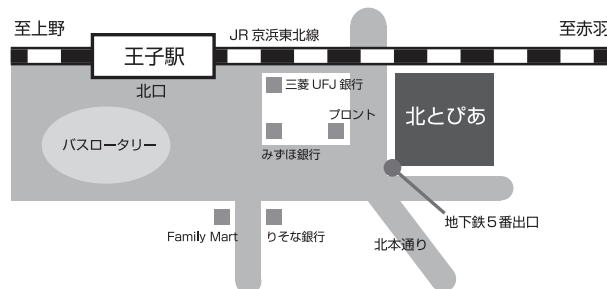 至上野
JR 京浜東北線
至赤羽
王子駅
北口
三菱 UFJ 銀行
プロント
北とぴあ
バスロータリー
みずほ銀行
地下鉄５番出口
Family Mart
りそな銀行
北本通り